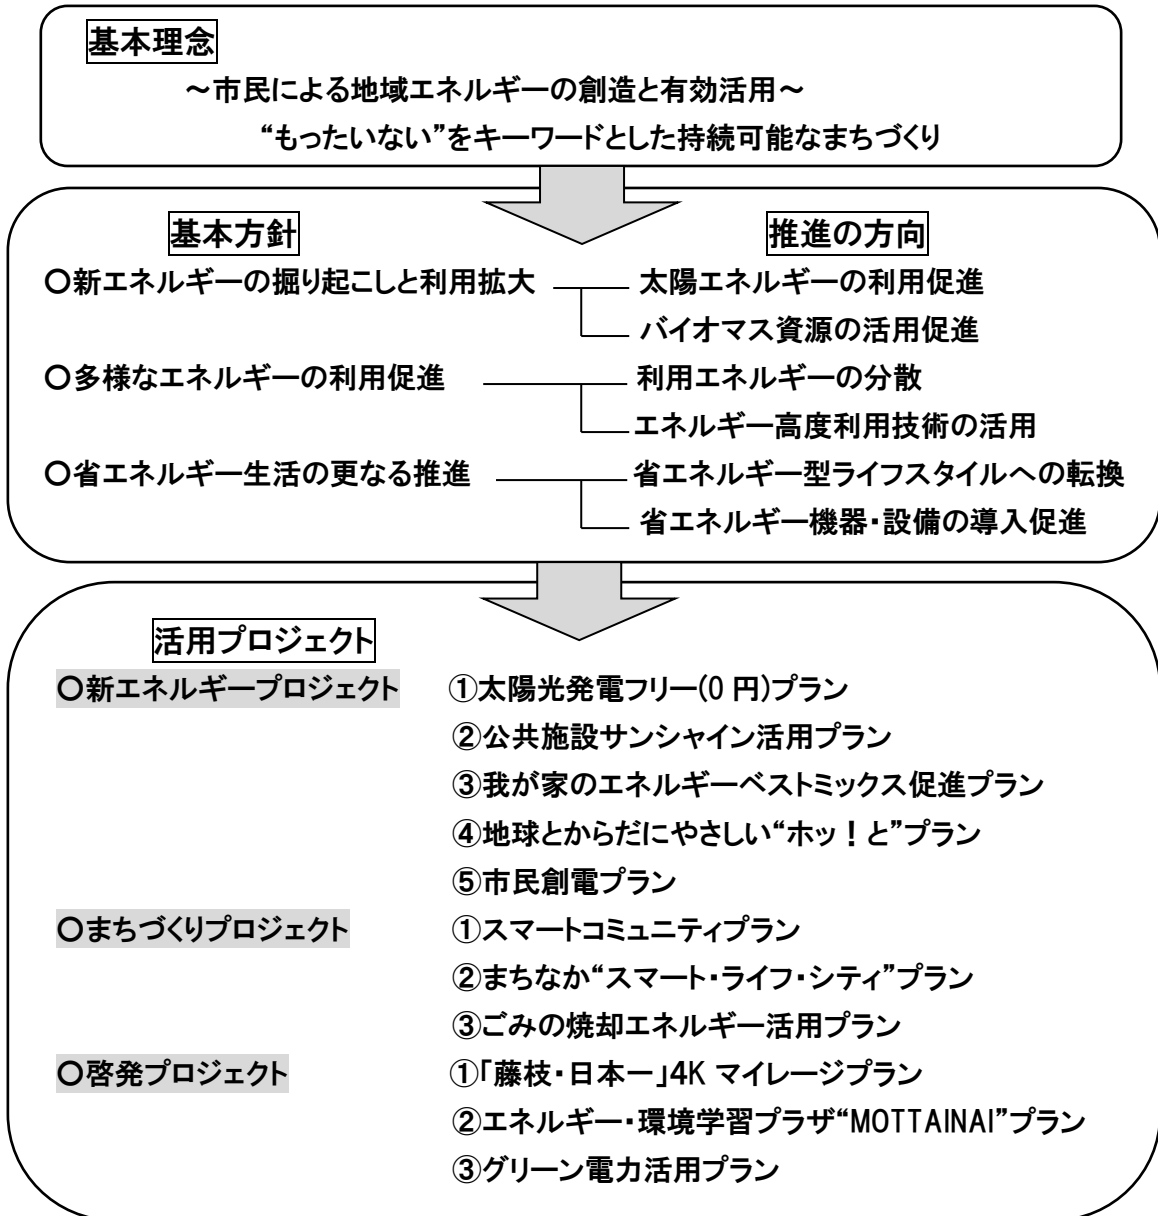 基本理念
～市民による地域エネルギーの創造と有効活用～
“もったいない”をキーワードとした持続可能なまちづくり
基本方針 推進の方向
○新エネルギーの掘り起こしと利用拡大 太陽エネルギーの利用促進
バイオマス資源の活用促進
○多様なエネルギーの利用促進 利用エネルギーの分散
エネルギー高度利用技術の活用
○省エネルギー生活の更なる推進 省エネルギー型ライフスタイルへの転換
省エネルギー機器・設備の導入促進
活用プロジェクト
○新エネルギープロジェクト ①太陽光発電フリー(0 円)プラン
②公共施設サンシャイン活用プラン
③我が家のエネルギーベストミックス促進プラン
④地球とからだにやさしい“ホッ！と”プラン
⑤市民創電プラン
○まちづくりプロジェクト ①スマートコミュニティプラン
②まちなか“スマート・ライフ・シティ”プラン
③ごみの焼却エネルギー活用プラン
○啓発プロジェクト ①「藤枝・日本一」4K マイレージプラン
②エネルギー・環境学習プラザ“MOTTAINAI”プラン
③グリーン電力活用プラン